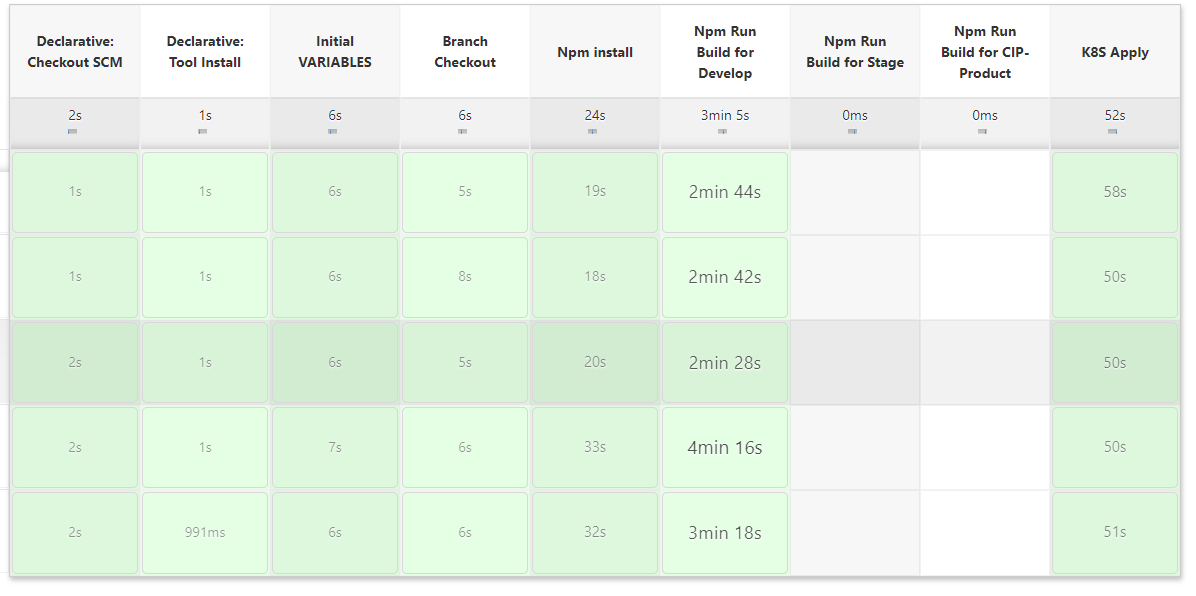 Declarative:
Checkout SCM
Declarative:
Tool Install
Initial
VARIABLES
Branch
Checkout
Npm install
Npm Run
Build for
Develop
Npm Run
Build for Stage
Npm Run
Build for CIP-
Product
K8S Apply
2s
1s
6s
6s
24s
3min 5s
0ms
0ms
52s
1s
1s
6s
5s
19s
2min 44s
58s
1s
1s
6s
8s
18s
2min 42s
50s
2s
1s
6s
5s
20s
2min 28s
50s
2s
1s
7s
6s
33s
4min 16s
50s
2s
991ms
6s
6s
32s
3min 18s
51s